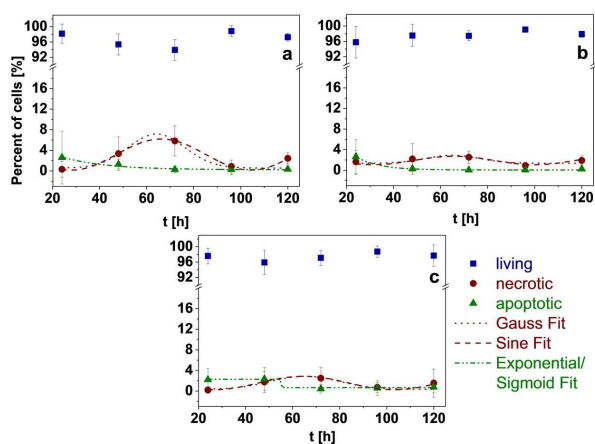 Percent of cells [%]
100
96
92
16
12
8
4
0
a
20 40 60 80 100 120
t [h]
100
96
92
16
12
8
4
0
b
20 40 60 80 100 120
t [h]
100
96
92
16
12
8
4
0
c
20 40 60 80 100 120
t [h]
living
necrotic
apoptotic
Gauss Fit
Sine Fit
Exponential/
Sigmoid Fit